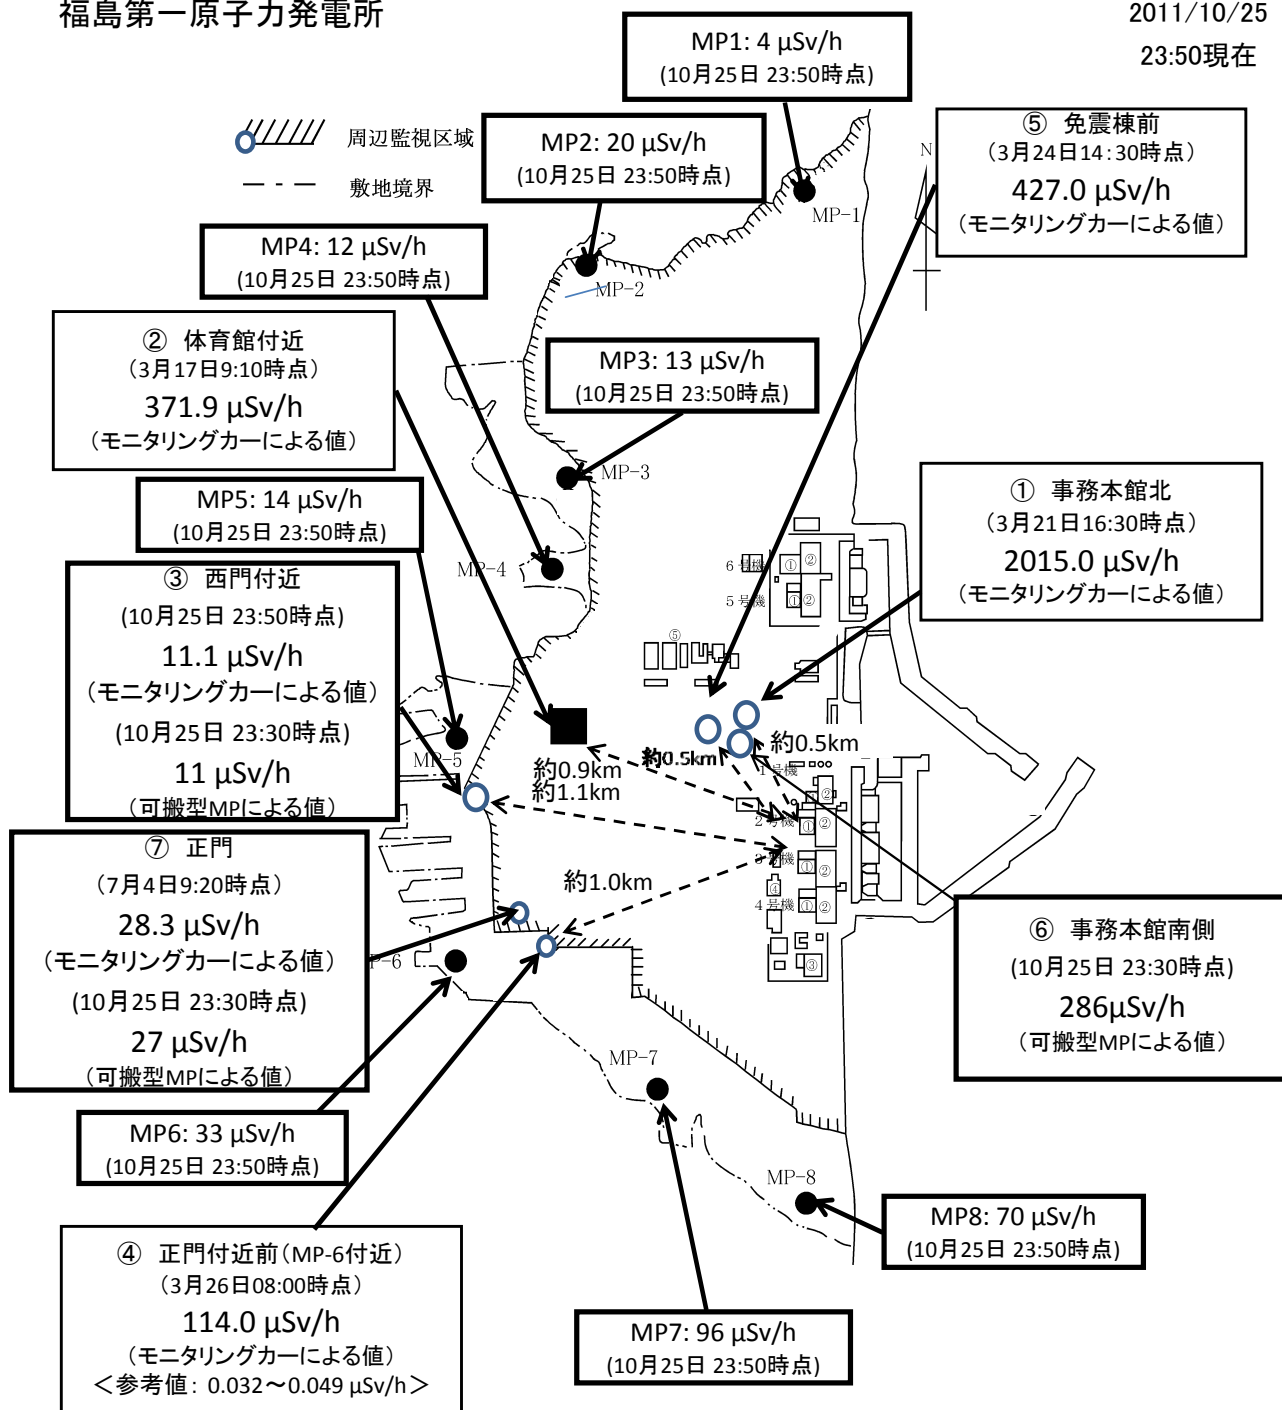 福島第一原子力発電所
2011/10/25
23:50現在
MP1: 4 μSv/h
(10月25日 23:50時点)
周辺監視区域
敷地境界
MP2: 20 μSv/h
(10月25日 23:50時点)
⑤ 免震棟前
(3月24日14:30時点)
427.0 μSv/h
(モニタリングカーによる値)
N
MP-1
MP4: 12 μSv/h
(10月25日 23:50時点)
MP-2
② 体育館付近
(3月17日9:10時点)
371.9 μSv/h
(モニタリングカーによる値)
MP3: 13 μSv/h
(10月25日 23:50時点)
MP-3
MP5: 14 μSv/h
(10月25日 23:50時点)
① 事務本館北
(3月21日16:30時点)
2015.0 μSv/h
(モニタリングカーによる値)
MP-4
6号機
① ②
5号機
① ②
③ 西門付近
(10月25日 23:50時点)
11.1 μSv/h
(モニタリングカーによる値)
(10月25日 23:30時点)
11 μSv/h
(可搬型MPによる値)
⑤
MP-5
約0.9km
約1.1km
約0.5km
約0.5km
1号機
②
2号機
① ②
3号機
① ②
④
4号機
① ②
③
約1.0km
⑦ 正門
(7月4日9:20時点)
28.3 μSv/h
(モニタリングカーによる値)
(10月25日 23:30時点)
27 μSv/h
(可搬型MPによる値)
P-6
⑥ 事務本館南側
(10月25日 23:30時点)
286μSv/h
(可搬型MPによる値)
MP-7
MP6: 33 μSv/h
(10月25日 23:50時点)
MP-8
MP8: 70 μSv/h
(10月25日 23:50時点)
④ 正門付近前(MP-6付近)
(3月26日08:00時点)
114.0 μSv/h
(モニタリングカーによる値)
<参考値: 0.032～0.049 μSv/h>
MP7: 96 μSv/h
(10月25日 23:50時点)